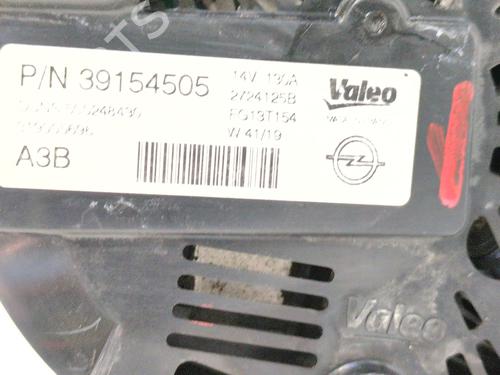 P/N 39154505
14V 130A
2724125B
FG13T154
W 41/19
A3B
Valeo
Valeo